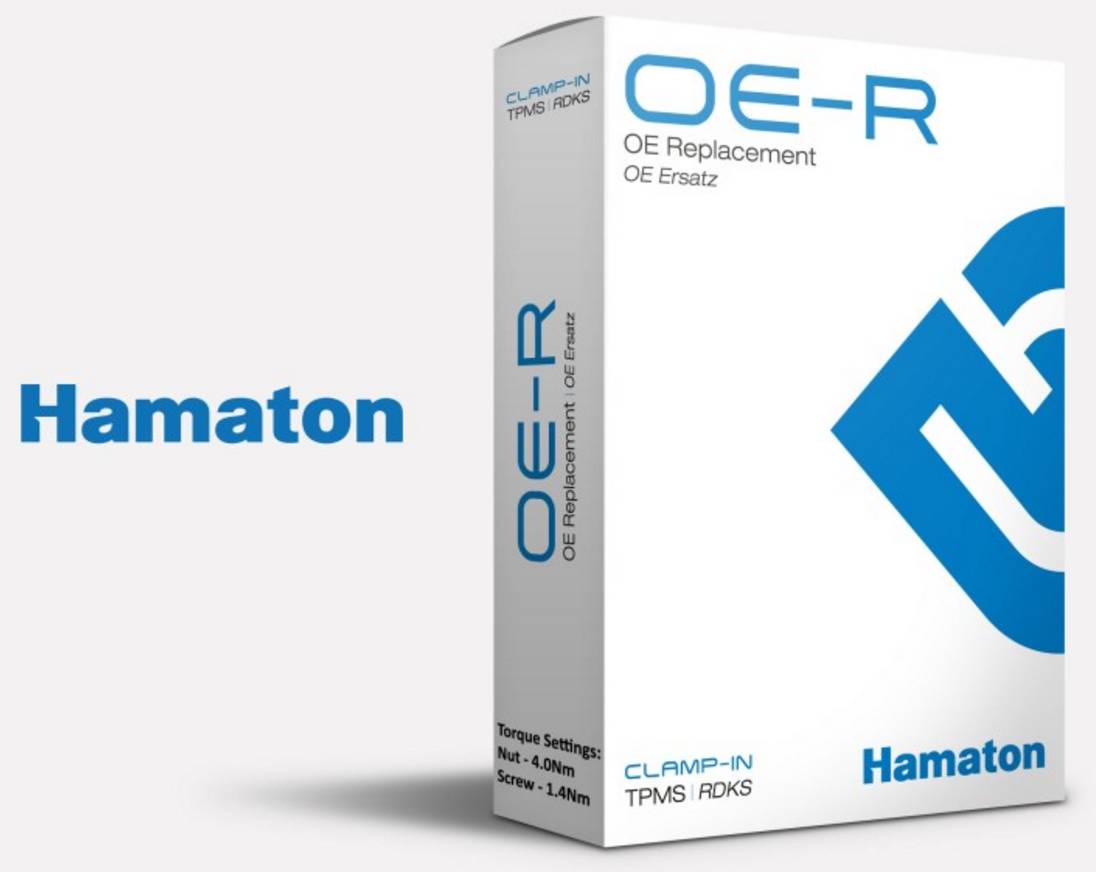 Hamaton
CLAMP-IN
TPMS | RDKS
OE-R
OE Replacement | OE Ersatz
Torque Settings:
Nut - 4.0Nm
Screw - 1.4Nm
OE-R
OE Replacement
OE Ersatz
CLAMP-IN
TPMS | RDKS
Hamaton